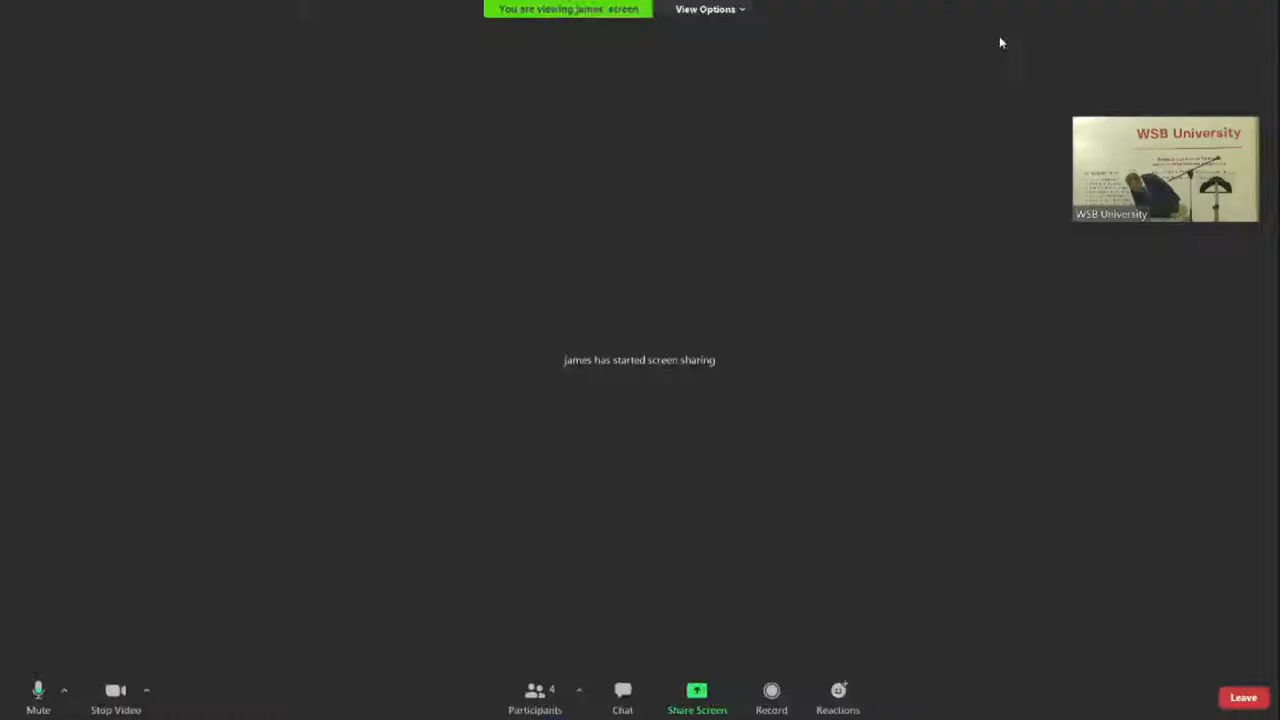 You are viewing james' screen
View Options
WSB University
WSB University
james has started screen sharing
4
Mute
Stop Video
Participants
Chat
Share Screen
Record
Reactions
Leave